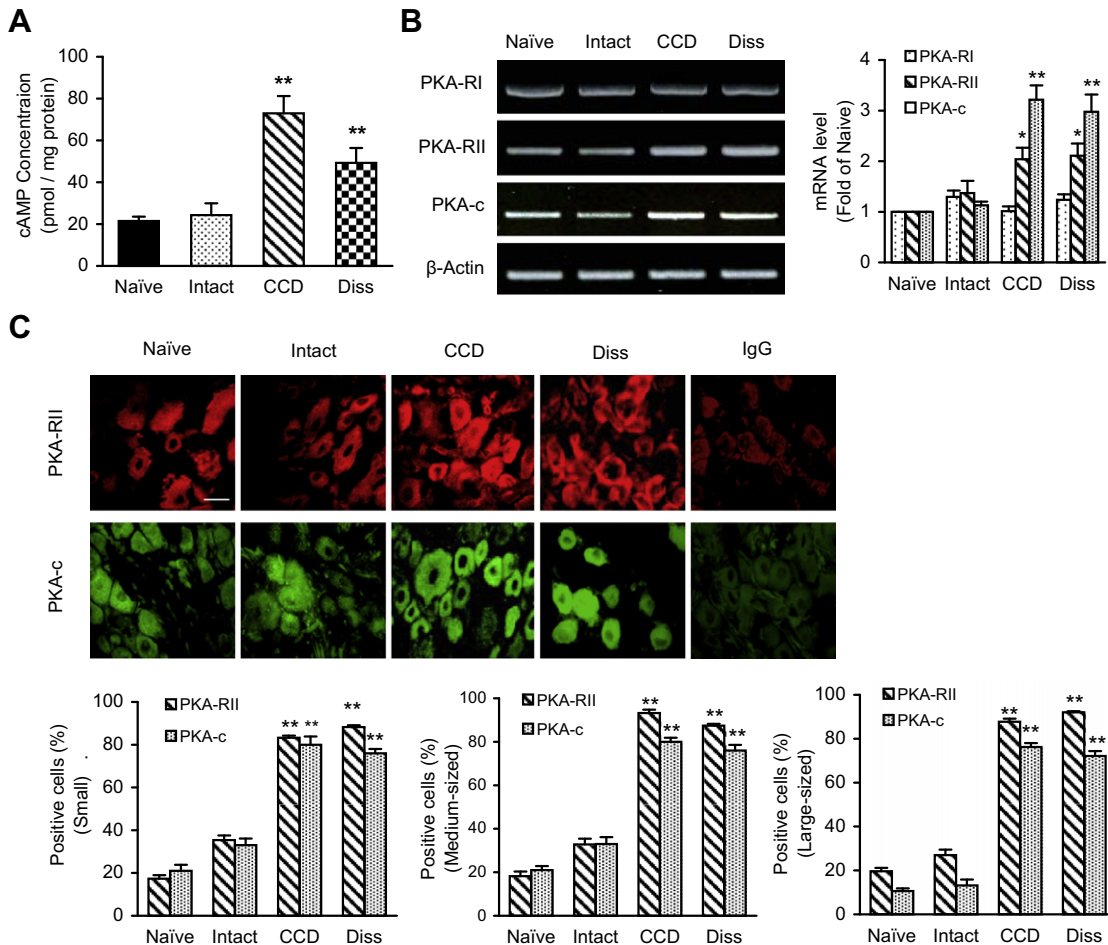 A
cAMP Concentraion
(pmol / mg protein)
100
80
60
40
20
0
**
**
Naïve Intact CCD Diss
B
Naïve Intact CCD Diss
PKA-RI
PKA-RII
PKA-c
β-Actin
mRNA level
(Fold of Naive)
4
3
2
1
0
PKA-RI
PKA-RII
PKA-c
* ** * **
Naïve Intact CCD Diss
C
Naïve Intact CCD Diss IgG
PKA-RII
PKA-c
Positive cells (%)
(Small)
100
80
60
40
20
0
PKA-RII
PKA-c
** ** ** **
Naïve Intact CCD Diss
Positive cells (%)
(Medium-sized)
100
80
60
40
20
0
PKA-RII
PKA-c
** ** ** **
Naïve Intact CCD Diss
Positive cells (%)
(Large-sized)
100
80
60
40
20
0
PKA-RII
PKA-c
** ** ** **
Naïve Intact CCD Diss